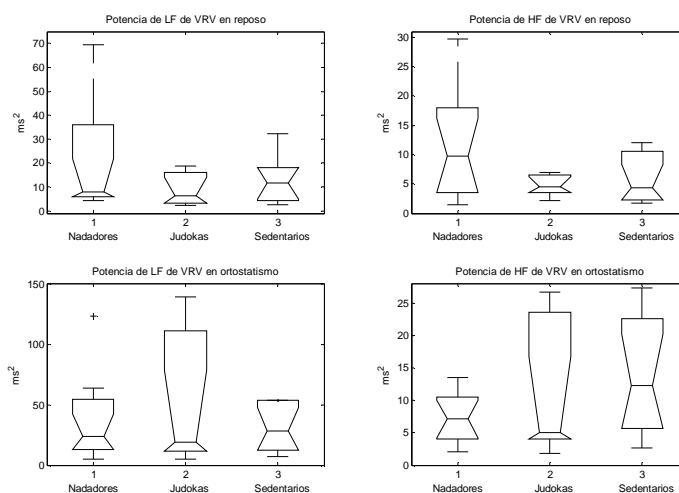 Potencia de LF de VRV en reposo
70
60
50
40
30
20
10
0
ms²
1 2 3
Nadadores Judokas Sedentarios
Potencia de HF de VRV en reposo
30
25
20
15
10
5
0
ms²
1 2 3
Nadadores Judokas Sedentarios
Potencia de LF de VRV en ortostatismo
150
100
50
0
ms²
1 2 3
Nadadores Judokas Sedentarios
Potencia de HF de VRV en ortostatismo
25
20
15
10
5
0
ms²
1 2 3
Nadadores Judokas Sedentarios